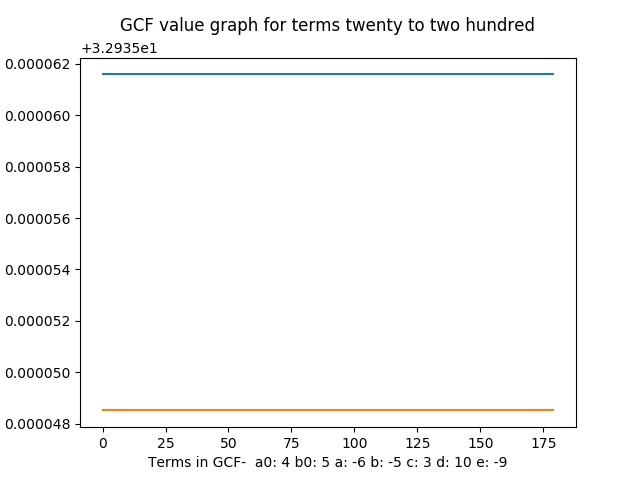 GCF value graph for terms twenty to two hundred
+3.2935e1
0.000062
0.000060
0.000058
0.000056
0.000054
0.000052
0.000050
0.000048
0 25 50 75 100 125 150 175
Terms in GCF-  a0: 4 b0: 5 a: -6 b: -5 c: 3 d: 10 e: -9